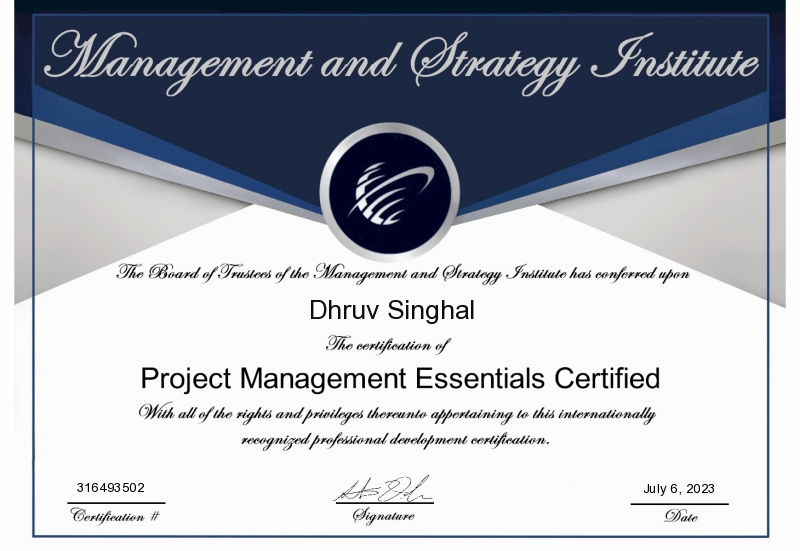 Management and Strategy Institute
The Board of Trustees of the Management and Strategy Institute has conferred upon
Dhruv Singhal
The certification of
Project Management Essentials Certified
With all of the rights and privileges thereunto appertaining to this internationally
recognized professional development certification.
316493502
Certification #
Signature
July 6, 2023
Date